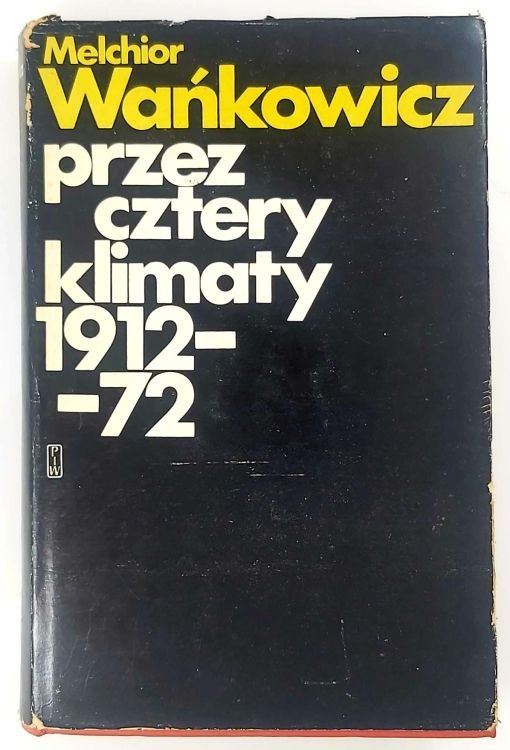 Melchior
Wańkowicz
przez
cztery
klimaty
1912-
-72
PIW